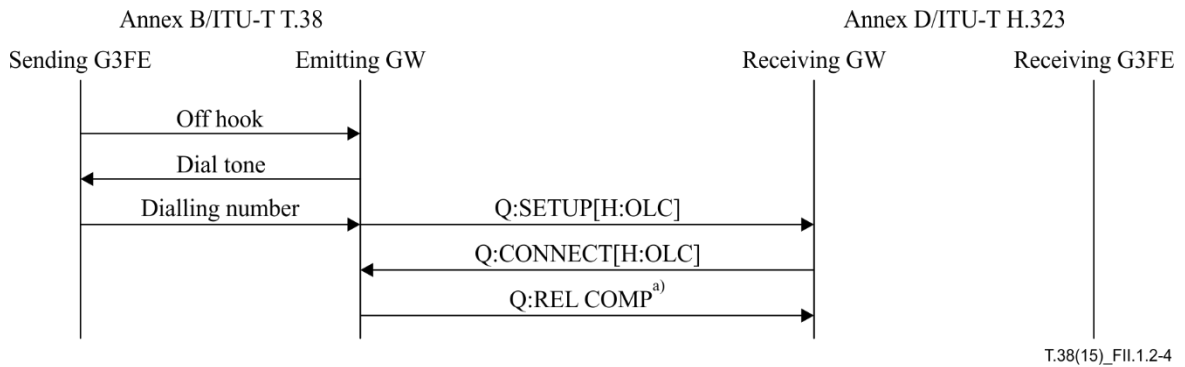 Annex B/ITU-T T.38 Annex D/ITU-T H.323
Sending G3FE Emitting GW Receiving GW Receiving G3FE
Off hook
Dial tone
Dialling number Q:SETUP[H:OLC]
Q:CONNECT[H:OLC]
Q:REL COMPa)
T.38(15)_FII.1.2-4